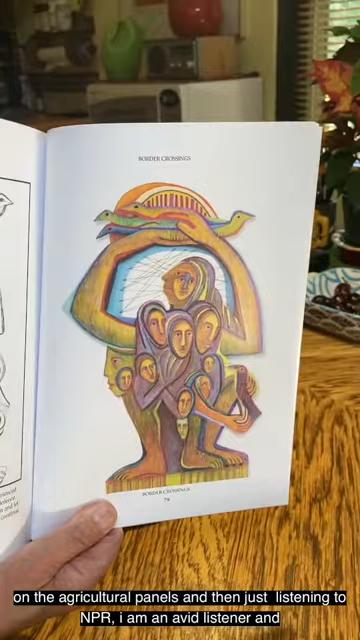 BORDER CROSSINGS
BORDER CROSSINGS
79
continue.
on the agricultural panels and then just listening to
NPR, i am an avid listener and